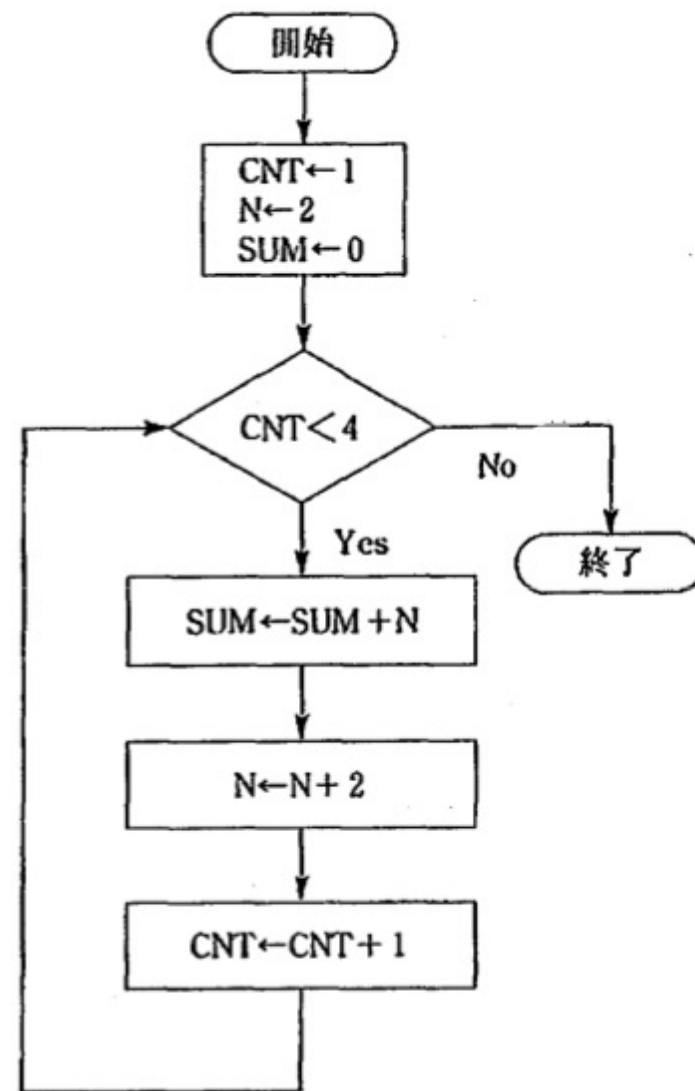 開始
CNT←1
N←2
SUM←0
CNT<4
No
Yes
終了
SUM←SUM+N
N←N+2
CNT←CNT+1